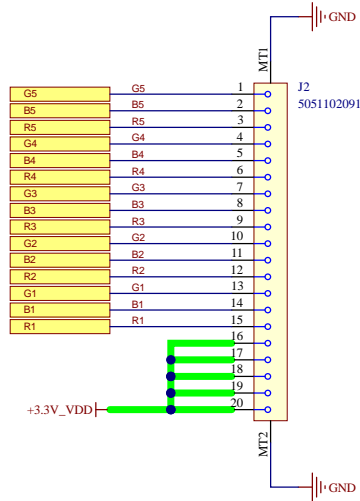 GND
MT1
J2
5051102091
G5 G5 1
B5 B5 2
R5 R5 3
G4 G4 4
B4 B4 5
R4 R4 6
G3 G3 7
B3 B3 8
R3 R3 9
G2 G2 10
B2 B2 11
R2 R2 12
G1 G1 13
B1 B1 14
R1 R1 15
16
17
18
19
+3.3V_VDD 20
MT2
GND